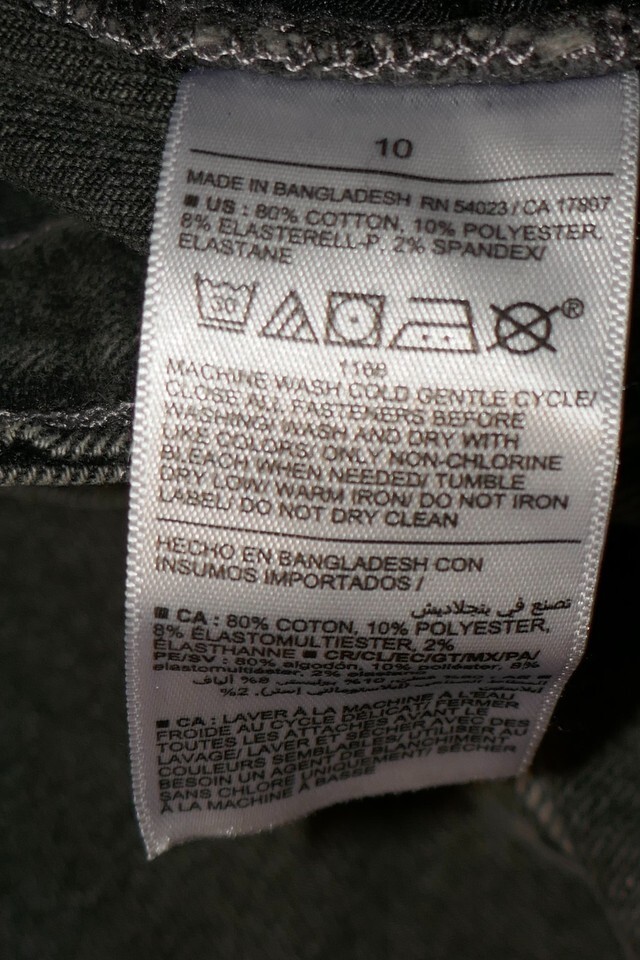 10
MADE IN BANGLADESH RN 54023 / CA 17897
US : 80% COTTON, 10% POLYESTER,
8% ELASTERELL-P, 2% SPANDEX/
ELASTANE
30
®
1168
MACHINE WASH COLD GENTLE CYCLE/
CLOSE ALL FASTENERS BEFORE
WASHING/ WASH AND DRY WITH
LIKE COLORS/ ONLY NON-CHLORINE
BLEACH WHEN NEEDED/ TUMBLE
DRY LOW/ WARM IRON/ DO NOT IRON
LABEL/ DO NOT DRY CLEAN
HECHO EN BANGLADESH CON
INSUMOS IMPORTADOS /
تصنع في بنجلاديش
CA : 80% COTON, 10% POLYESTER,
8% ÉLASTOMULTIESTER, 2%
ÉLASTHANNE ■ CR/CL/EC/GT/MX/PA/
PE/SV : 80% algodón, 10% poliéster, 8%
elastomultiéster, 2%
CA : LAVER À LA MACHINE À L'EAU
FROIDE AU CYCLE DÉLICAT/ FERMER
TOUTES LES ATTACHES AVANT LE
LAVAGE/ LAVER ET SÉCHER AVEC DES
COULEURS SEMBLABLES/ UTILISER AU
BESOIN UN AGENT DE BLANCHIMENT
SANS CHLORE UNIQUEMENT/ SÉCHER
À LA MACHINE À BASSE